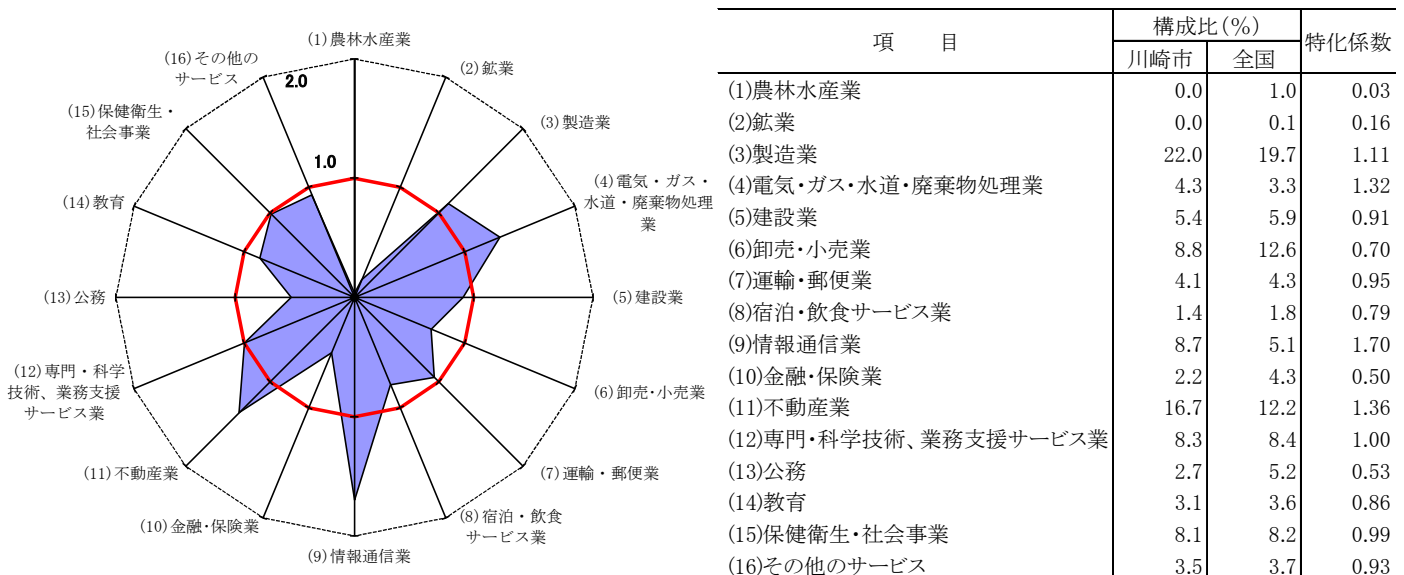 (1)農林水産業
(2)鉱業
(3)製造業
(4)電気・ガス・
水道・廃棄物処理
業
(5)建設業
(6)卸売・小売業
(7)運輸・郵便業
(8)宿泊・飲食
サービス業
(9)情報通信業
(10)金融・保険業
(11)不動産業
(12)専門・科学
技術、業務支援
サービス業
(13)公務
(14)教育
(15)保健衛生・
社会事業
(16)その他の
サービス
2.0
1.0
項 目 構成比(%) 特化係数
川崎市 全国
(1)農林水産業 0.0 1.0 0.03
(2)鉱業 0.0 0.1 0.16
(3)製造業 22.0 19.7 1.11
(4)電気・ガス・水道・廃棄物処理業 4.3 3.3 1.32
(5)建設業 5.4 5.9 0.91
(6)卸売・小売業 8.8 12.6 0.70
(7)運輸・郵便業 4.1 4.3 0.95
(8)宿泊・飲食サービス業 1.4 1.8 0.79
(9)情報通信業 8.7 5.1 1.70
(10)金融・保険業 2.2 4.3 0.50
(11)不動産業 16.7 12.2 1.36
(12)専門・科学技術、業務支援サービス業 8.3 8.4 1.00
(13)公務 2.7 5.2 0.53
(14)教育 3.1 3.6 0.86
(15)保健衛生・社会事業 8.1 8.2 0.99
(16)その他のサービス 3.5 3.7 0.93